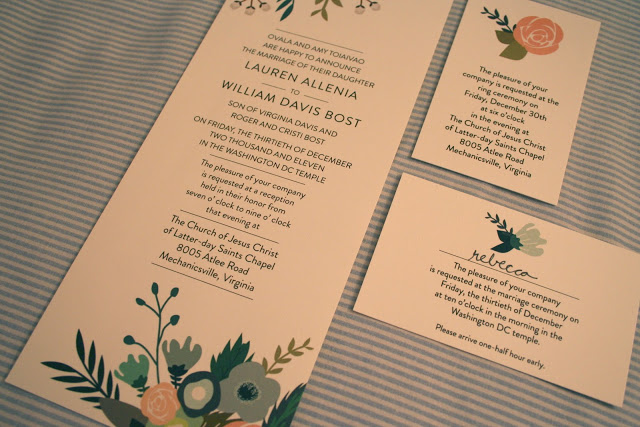 OVALA AND AMY TOIAIVAO
ARE HAPPY TO ANNOUNCE
THE MARRIAGE OF THEIR DAUGHTER
LAUREN ALLENIA
TO
WILLIAM DAVIS BOST
SON OF VIRGINIA DAVIS AND
ROGER AND CRISTI BOST
ON FRIDAY, THE THIRTIETH OF DECEMBER
TWO THOUSAND AND ELEVEN
IN THE WASHINGTON DC TEMPLE
The pleasure of your company
is requested at a reception
held in their honor from
seven o' clock to nine o' clock
that evening at
The Church of Jesus Christ
of Latter-day Saints Chapel
8005 Atlee Road
Mechanicsville, Virginia
The pleasure of your
company is requested at the
ring ceremony on
Friday, December 30th
at six o'clock
in the evening at
The Church of Jesus Christ
of Latter-day Saints Chapel
8005 Atlee Road
Mechanicsville, Virginia
rebecca
The pleasure of your company
is requested at the marriage ceremony on
Friday, the thirtieth of December
at ten o'clock in the morning in the
Washington DC temple.
Please arrive one-half hour early.